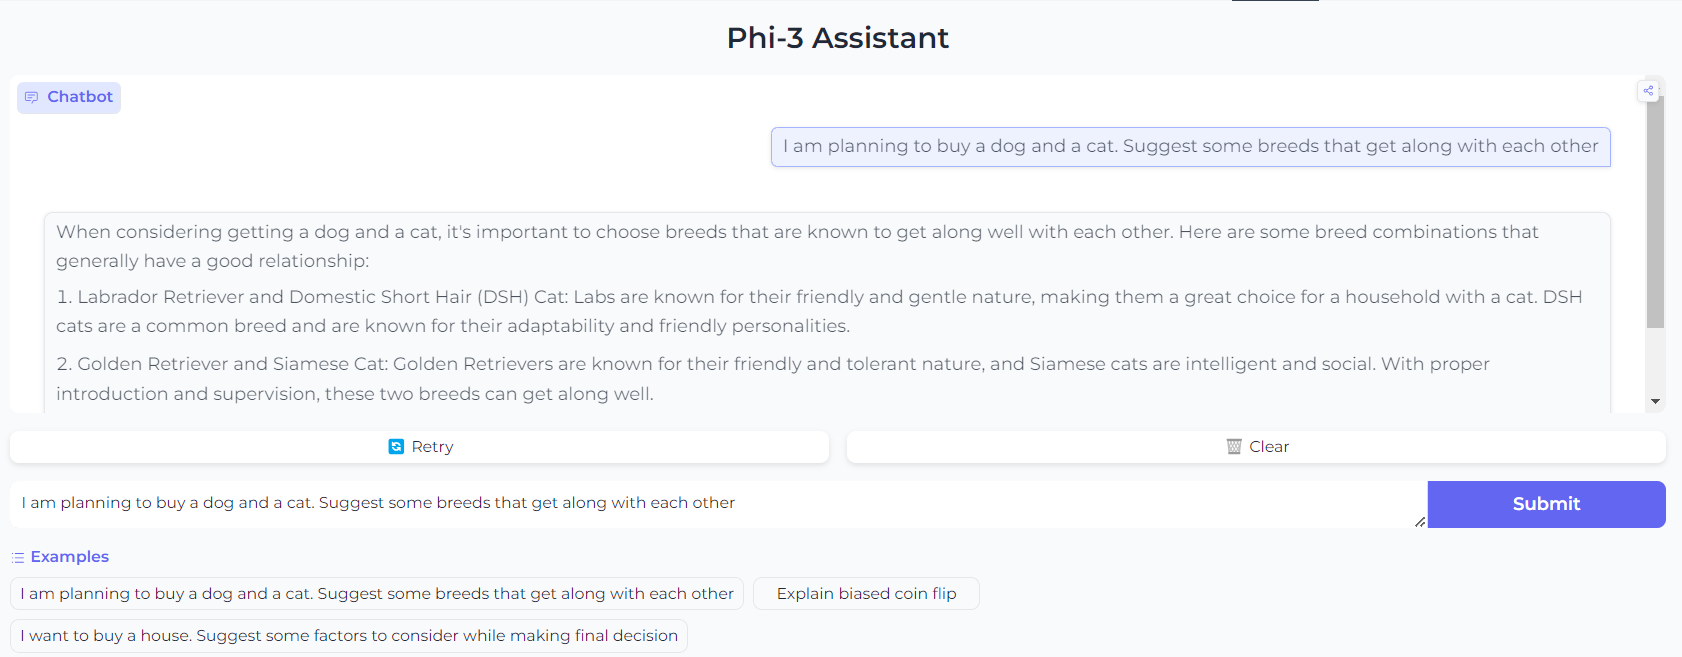 Phi-3 Assistant
Chatbot
I am planning to buy a dog and a cat. Suggest some breeds that get along with each other
When considering getting a dog and a cat, it's important to choose breeds that are known to get along well with each other. Here are some breed combinations that
generally have a good relationship:
1. Labrador Retriever and Domestic Short Hair (DSH) Cat: Labs are known for their friendly and gentle nature, making them a great choice for a household with a cat. DSH
cats are a common breed and are known for their adaptability and friendly personalities.
2. Golden Retriever and Siamese Cat: Golden Retrievers are known for their friendly and tolerant nature, and Siamese cats are intelligent and social. With proper
introduction and supervision, these two breeds can get along well.
Retry
Clear
I am planning to buy a dog and a cat. Suggest some breeds that get along with each other
Submit
Examples
I am planning to buy a dog and a cat. Suggest some breeds that get along with each other
Explain biased coin flip
I want to buy a house. Suggest some factors to consider while making final decision